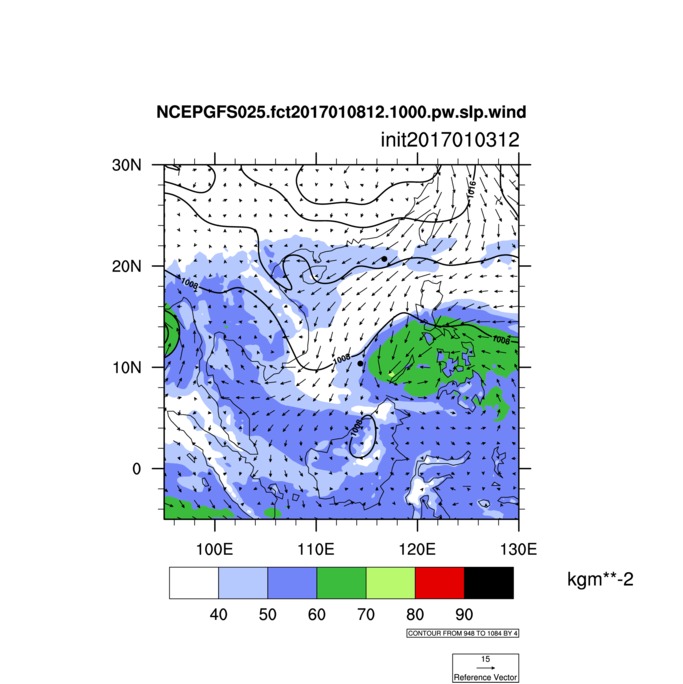 NCEPGFS025.fct2017010812.1000.pw.slp.wind
init2017010312
30N
1016
20N
1008
1008
1008
10N
1008
0
100E 110E 120E 130E
kgm**-2
40 50 60 70 80 90
CONTOUR FROM 948 TO 1084 BY 4
15
Reference Vector